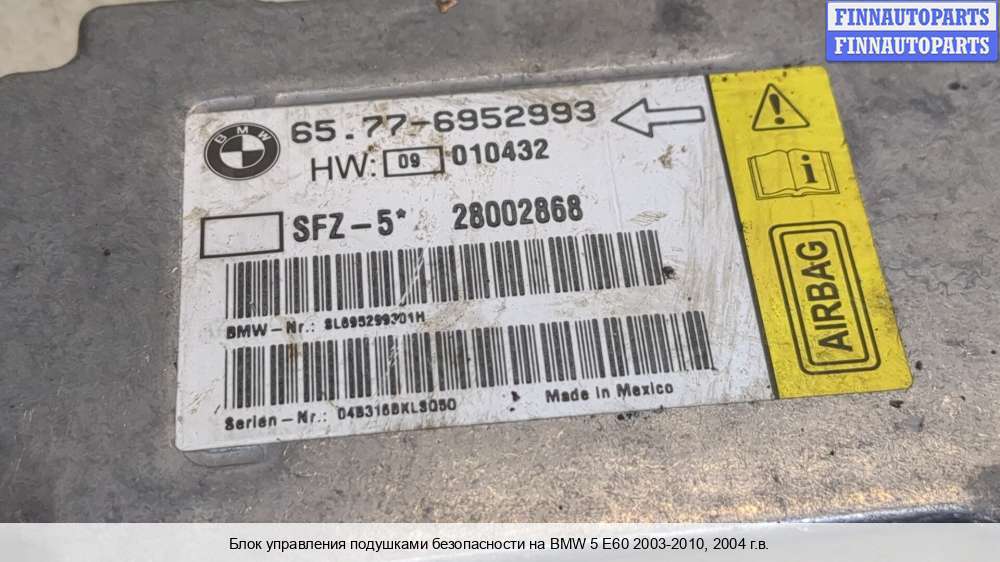 FINNAUTOPARTS
FINNAUTOPARTS
BMW
65.77-6952993
HW: 09 010432
SFZ-5* 28002868
BMW-Nr.: SL695299301H
Serien-Nr.:
Made in Mexico
AIRBAG
Блок управления подушками безопасности на BMW 5 E60 2003-2010, 2004 г.в.